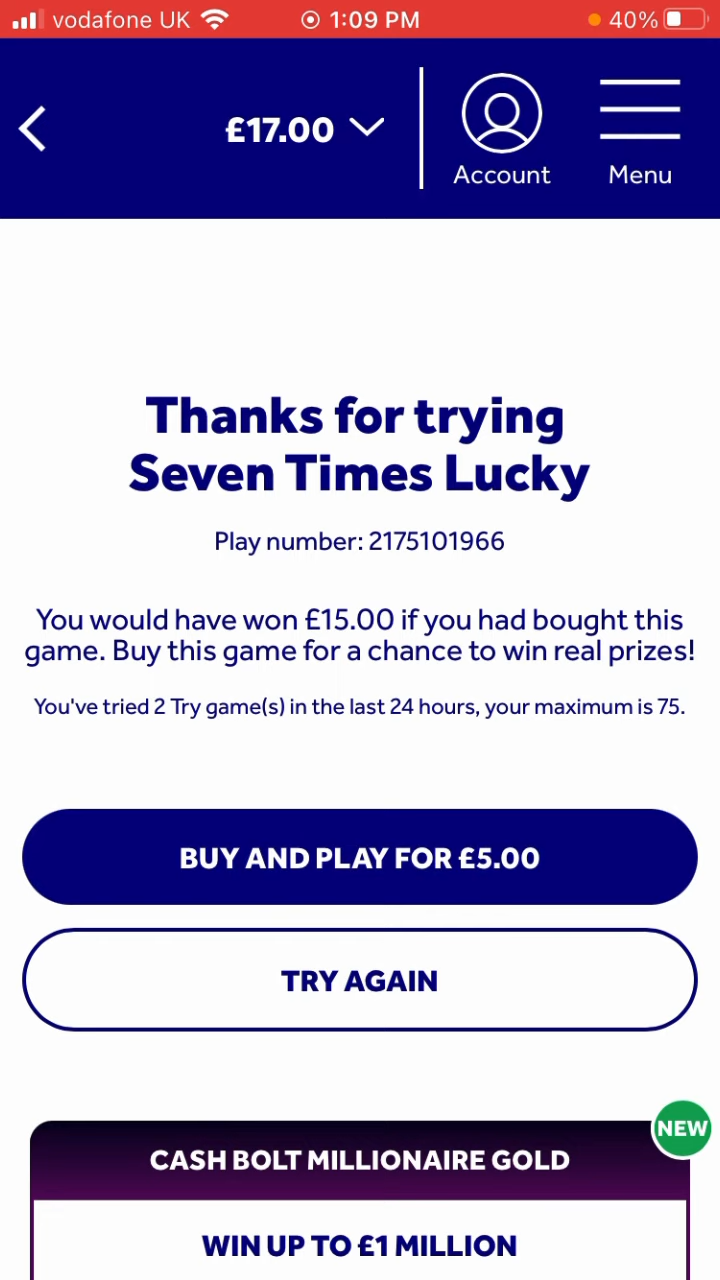 vodafone UK 1:09 PM 40%
£17.00
Account Menu
Thanks for trying
Seven Times Lucky
Play number: 2175101966
You would have won £15.00 if you had bought this
game. Buy this game for a chance to win real prizes!
You've tried 2 Try game(s) in the last 24 hours, your maximum is 75.
BUY AND PLAY FOR £5.00
TRY AGAIN
NEW
CASH BOLT MILLIONAIRE GOLD
WIN UP TO £1 MILLION